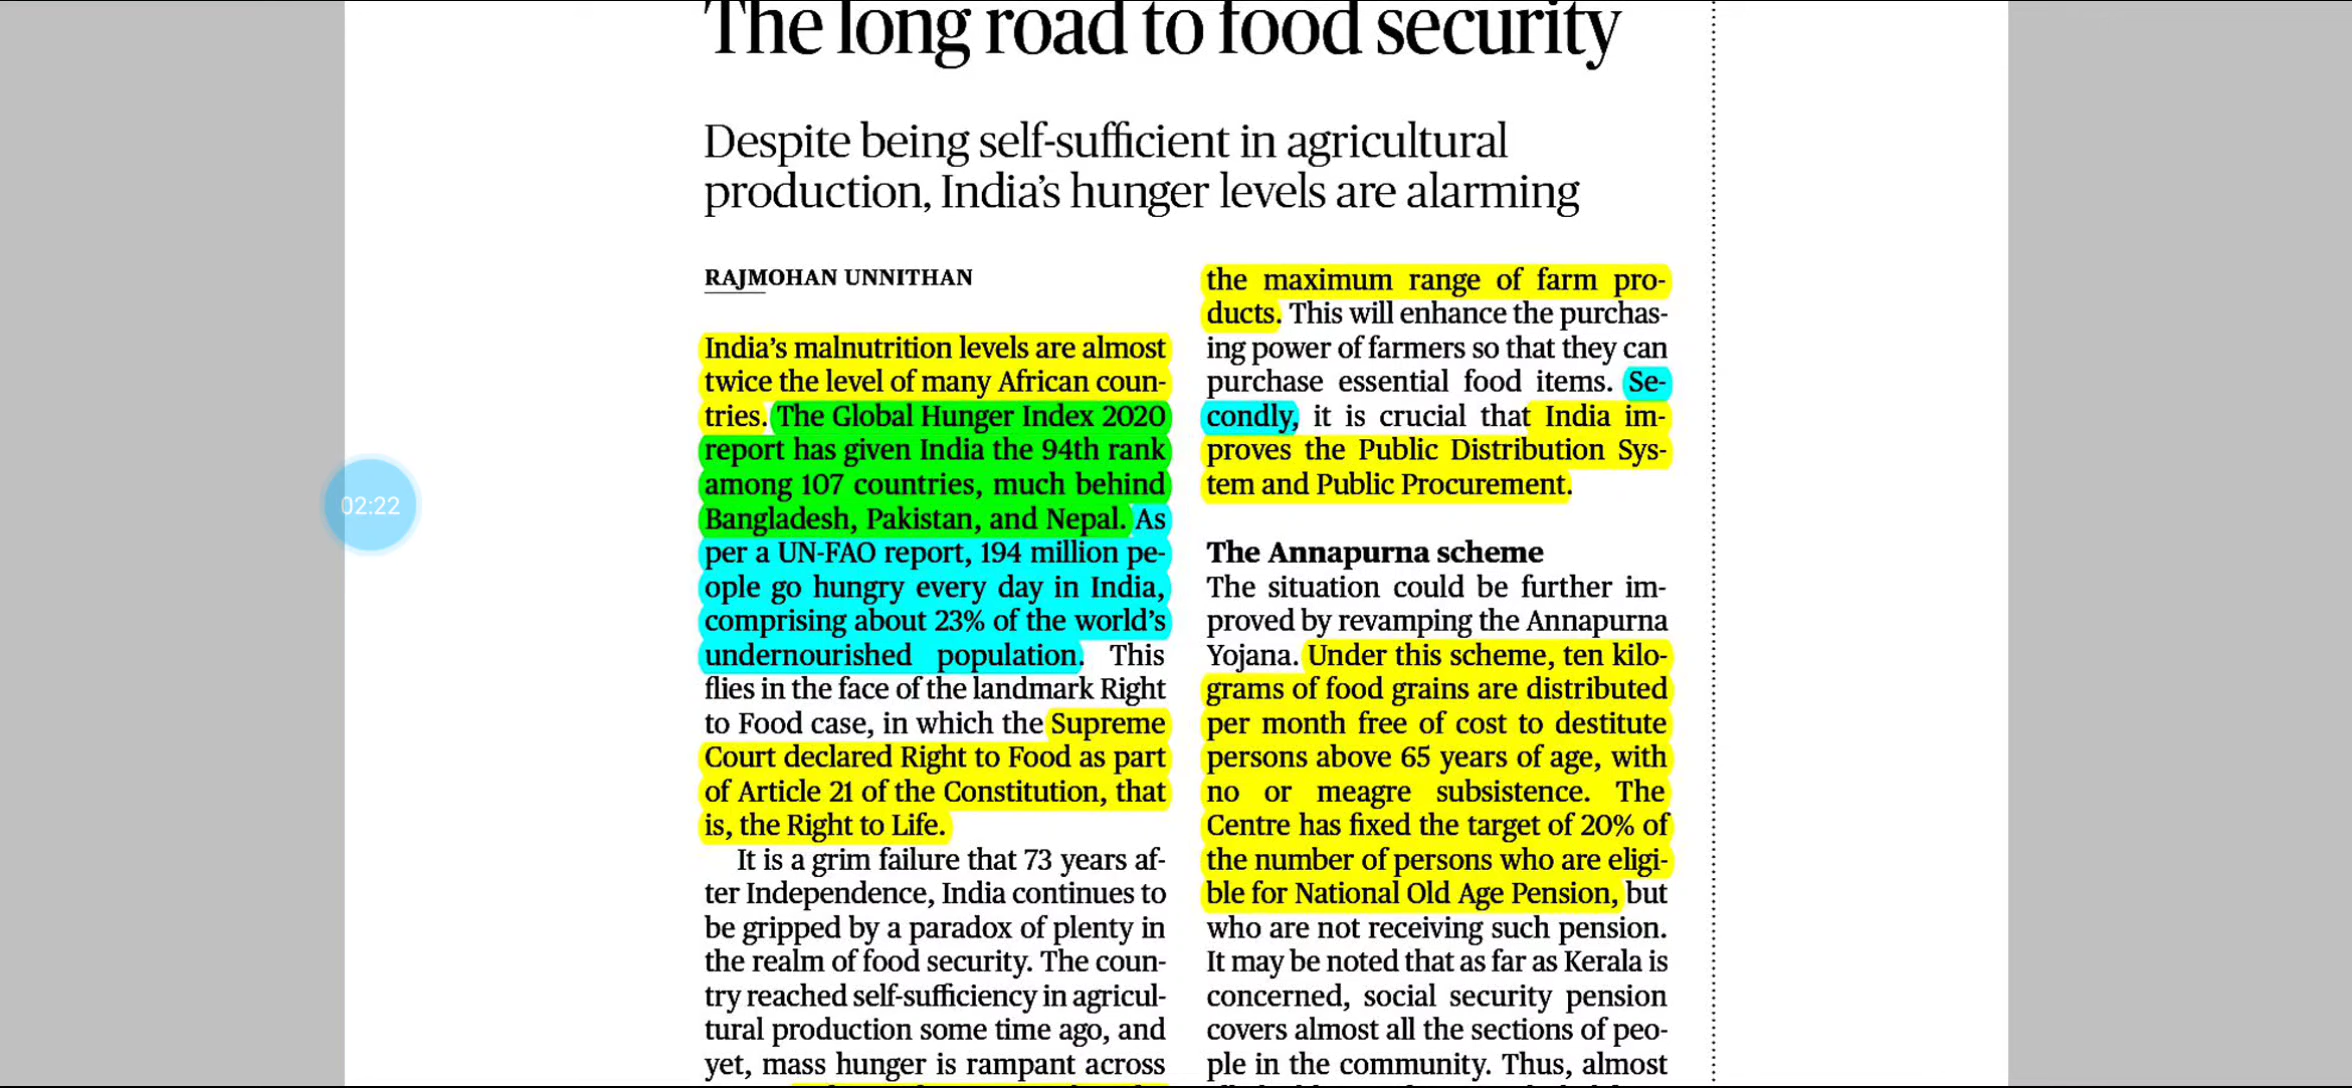 The long road to food security
Despite being self-sufficient in agricultural
production, India's hunger levels are alarming
RAJMOHAN UNNITHAN
India's malnutrition levels are almost
twice the level of many African coun-
tries. The Global Hunger Index 2020
report has given India the 94th rank
among 107 countries, much behind
Bangladesh, Pakistan, and Nepal. As
per a UN-FAO report, 194 million pe-
ople go hungry every day in India,
comprising about 23% of the world's
undernourished population. This
flies in the face of the landmark Right
to Food case, in which the Supreme
Court declared Right to Food as part
of Article 21 of the Constitution, that
is, the Right to Life.
It is a grim failure that 73 years af-
ter Independence, India continues to
be gripped by a paradox of plenty in
the realm of food security. The coun-
try reached self-sufficiency in agricul-
tural production some time ago, and
yet, mass hunger is rampant across
the maximum range of farm pro-
ducts. This will enhance the purchas-
ing power of farmers so that they can
purchase essential food items. Se-
condly, it is crucial that India im-
proves the Public Distribution Sys-
tem and Public Procurement.
The Annapurna scheme
The situation could be further im-
proved by revamping the Annapurna
Yojana. Under this scheme, ten kilo-
grams of food grains are distributed
per month free of cost to destitute
persons above 65 years of age, with
no or meagre subsistence. The
Centre has fixed the target of 20% of
the number of persons who are eligi-
ble for National Old Age Pension, but
who are not receiving such pension.
It may be noted that as far as Kerala is
concerned, social security pension
covers almost all the sections of peo-
ple in the community. Thus, almost
02:22